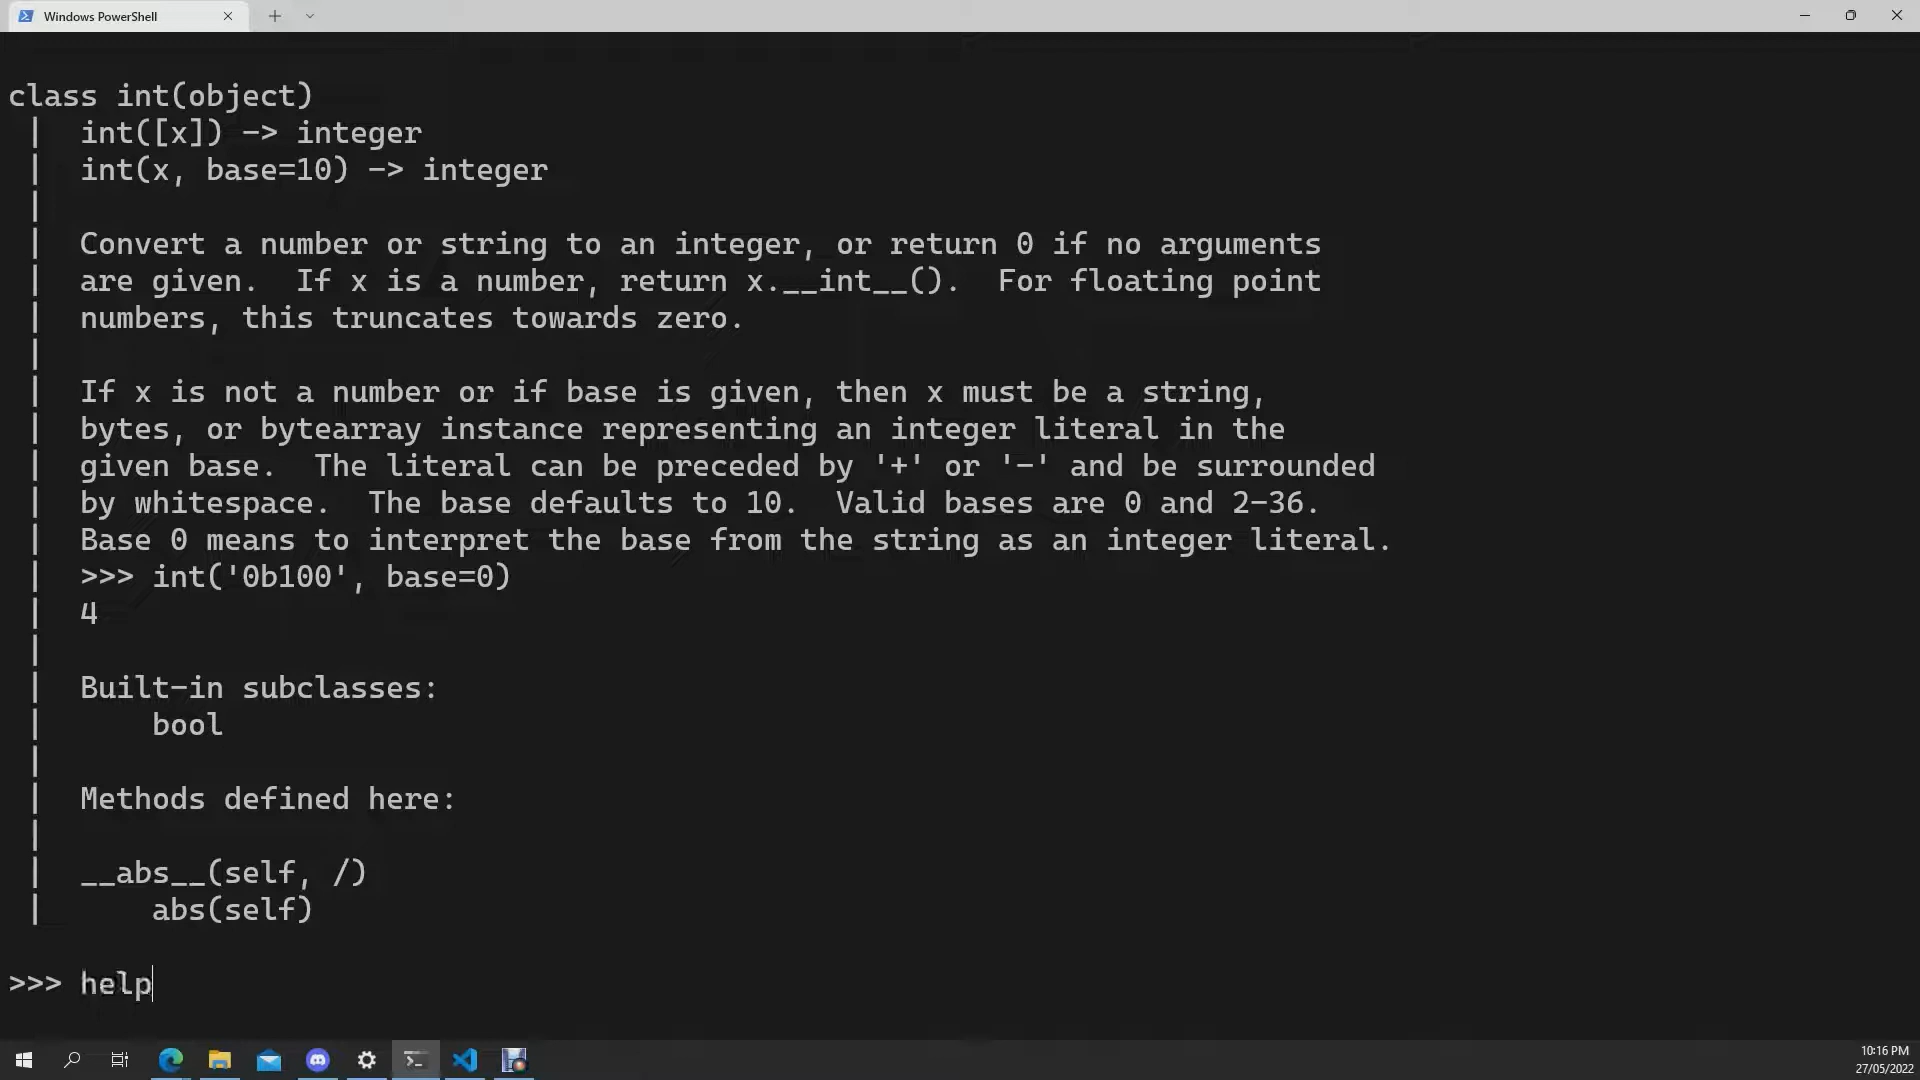 Windows PowerShell
class int(object)
 |  int([x]) -> integer
 |  int(x, base=10) -> integer
 |
 |  Convert a number or string to an integer, or return 0 if no arguments
 |  are given.  If x is a number, return x.__int__().  For floating point
 |  numbers, this truncates towards zero.
 |
 |  If x is not a number or if base is given, then x must be a string,
 |  bytes, or bytearray instance representing an integer literal in the
 |  given base.  The literal can be preceded by '+' or '-' and be surrounded
 |  by whitespace.  The base defaults to 10.  Valid bases are 0 and 2-36.
 |  Base 0 means to interpret the base from the string as an integer literal.
 |  >>> int('0b100', base=0)
 |  4
 |
 |  Built-in subclasses:
 |      bool
 |
 |  Methods defined here:
 |
 |  __abs__(self, /)
 |      abs(self)
>>> help
10:16 PM
27/05/2022